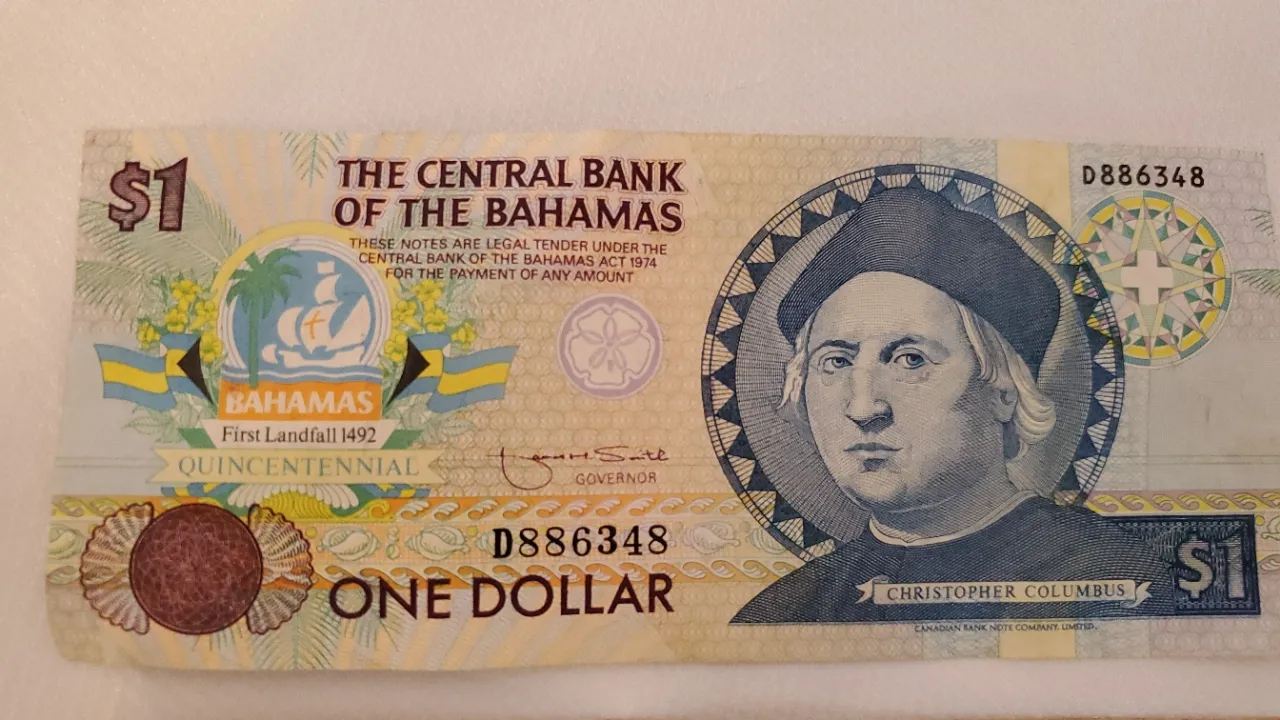 $1
THE CENTRAL BANK
OF THE BAHAMAS
THESE NOTES ARE LEGAL TENDER UNDER THE
CENTRAL BANK OF THE BAHAMAS ACT 1974
FOR THE PAYMENT OF ANY AMOUNT
D886348
BAHAMAS
First Landfall 1492
QUINCENTENNIAL
GOVERNOR
D886348
ONE DOLLAR
CHRISTOPHER COLUMBUS
$1
CANADIAN BANK NOTE COMPANY, LIMITED.